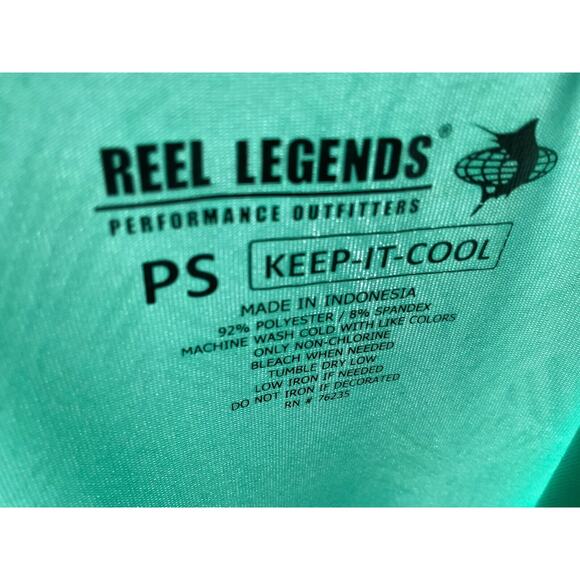 REEL LEGENDS®
PERFORMANCE OUTFITTERS
PS KEEP-IT-COOL
MADE IN INDONESIA
92% POLYESTER / 8% SPANDEX
MACHINE WASH COLD WITH LIKE COLORS
ONLY NON-CHLORINE
BLEACH WHEN NEEDED
TUMBLE DRY LOW
LOW IRON IF NEEDED
DO NOT IRON IF DECORATED
RN # 76235